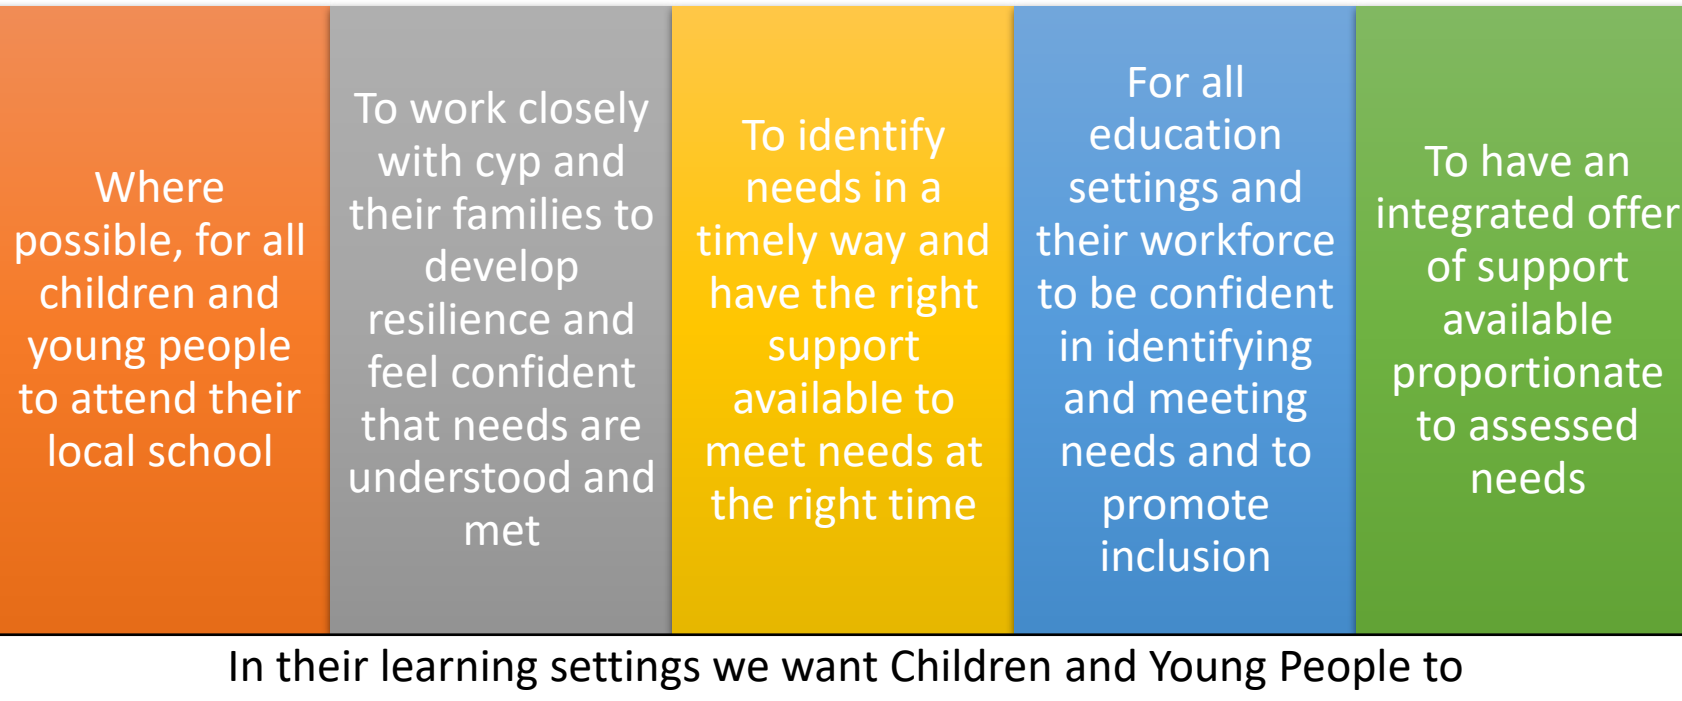 Where
possible, for all
children and
young people
to attend their
local school
To work closely
with cyp and
their families to
develop
resilience and
feel confident
that needs are
understood and
met
To identify
needs in a
timely way and
have the right
support
available to
meet needs at
the right time
For all
education
settings and
their workforce
to be confident
in identifying
and meeting
needs and to
promote
inclusion
To have an
integrated offer
of support
available
proportionate
to assessed
needs
In their learning settings we want Children and Young People to